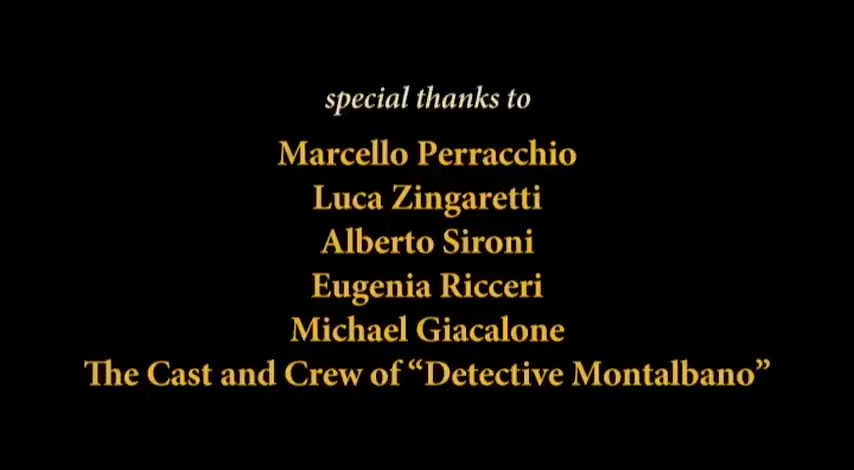 special thanks to
Marcello Perracchio
Luca Zingaretti
Alberto Sironi
Eugenia Ricceri
Michael Giacalone
The Cast and Crew of “Detective Montalbano”